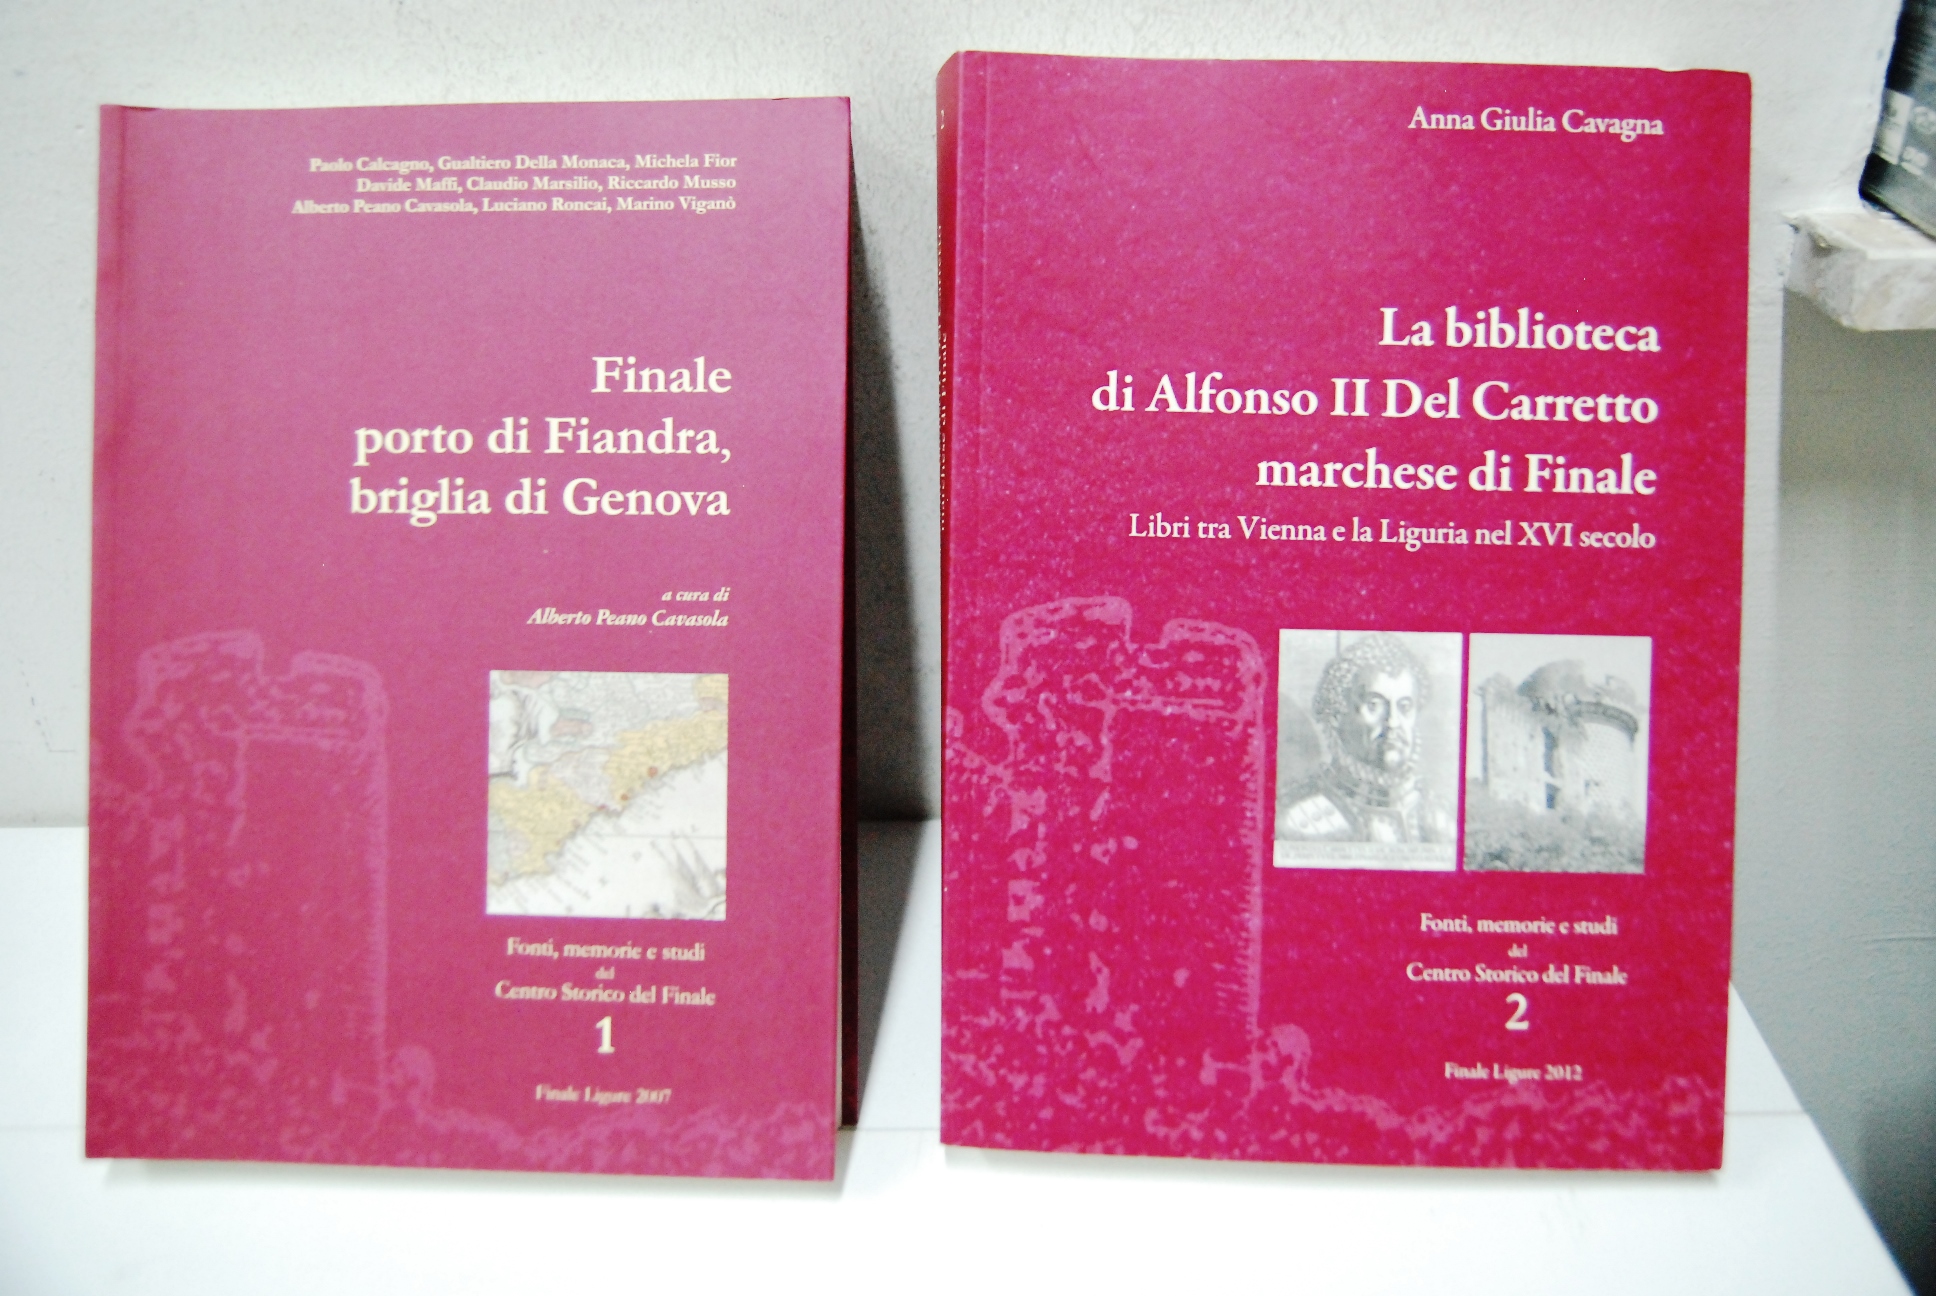 Paolo Calcagno, Gualtiero Della Monaca, Michela Fior
Davide Maffi, Claudio Marsilio, Riccardo Musso
Alberto Peano Cavasola, Luciano Roncai, Marino Viganò
Finale
porto di Fiandra,
briglia di Genova
a cura di
Alberto Peano Cavasola
Fonti, memorie e studi
del
Centro Storico del Finale
1
Finale Ligure 2007
Anna Giulia Cavagna
La biblioteca
di Alfonso II Del Carretto
marchese di Finale
Libri tra Vienna e la Liguria nel XVI secolo
Fonti, memorie e studi
del
Centro Storico del Finale
2
Finale Ligure 2012
2
marchese di Finale